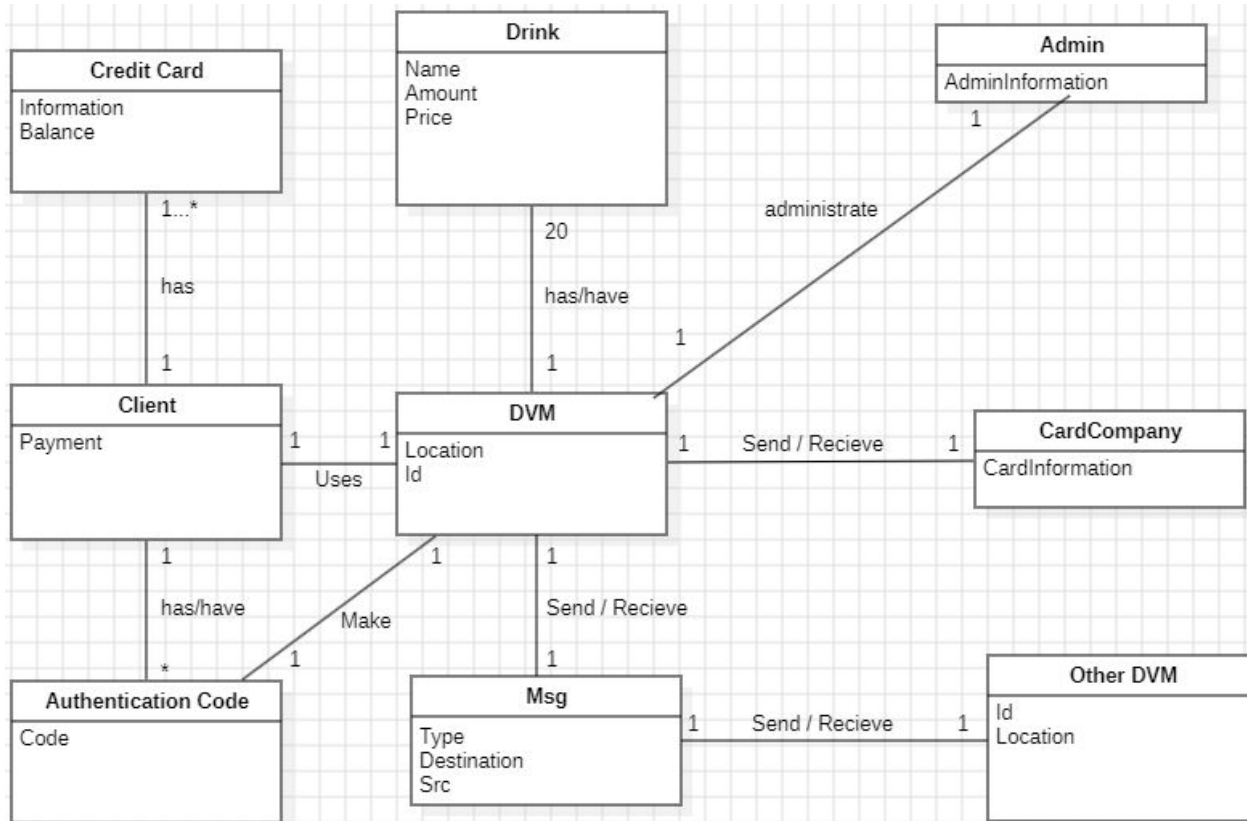 Credit Card
Information
Balance
Drink
Name
Amount
Price
Admin
AdminInformation
1...*
has
1
20
has/have
1
1
administrate
1
Client
Payment
1
Uses
1
DVM
Location
Id
1
Send / Recieve
1
CardCompany
CardInformation
1
has/have
*
1
Make
1
1
Send / Recieve
1
Authentication Code
Code
Msg
Type
Destination
Src
1
Send / Recieve
1
Other DVM
Id
Location